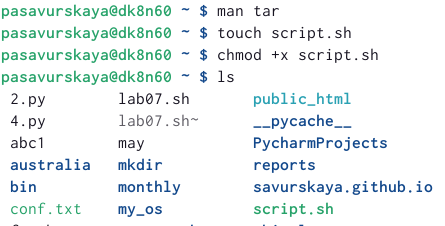 pasavurskaya@dk8n60 ~ $ man tar
pasavurskaya@dk8n60 ~ $ touch script.sh
pasavurskaya@dk8n60 ~ $ chmod +x script.sh
pasavurskaya@dk8n60 ~ $ ls
2.py lab07.sh public_html
4.py lab07.sh~ __pycache__
abc1 may PycharmProjects
australia mkdir reports
bin monthly savurskaya.github.io
conf.txt my_os script.sh